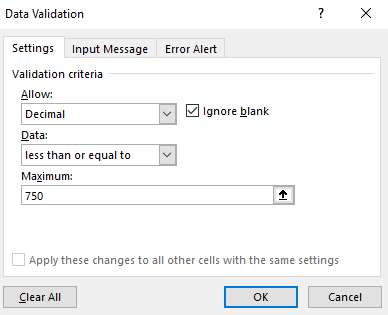 Data Validation ? ×
Settings Input Message Error Alert
Validation criteria
Allow:
Decimal Ignore blank
Data:
less than or equal to
Maximum:
750
Apply these changes to all other cells with the same settings
Clear All OK Cancel